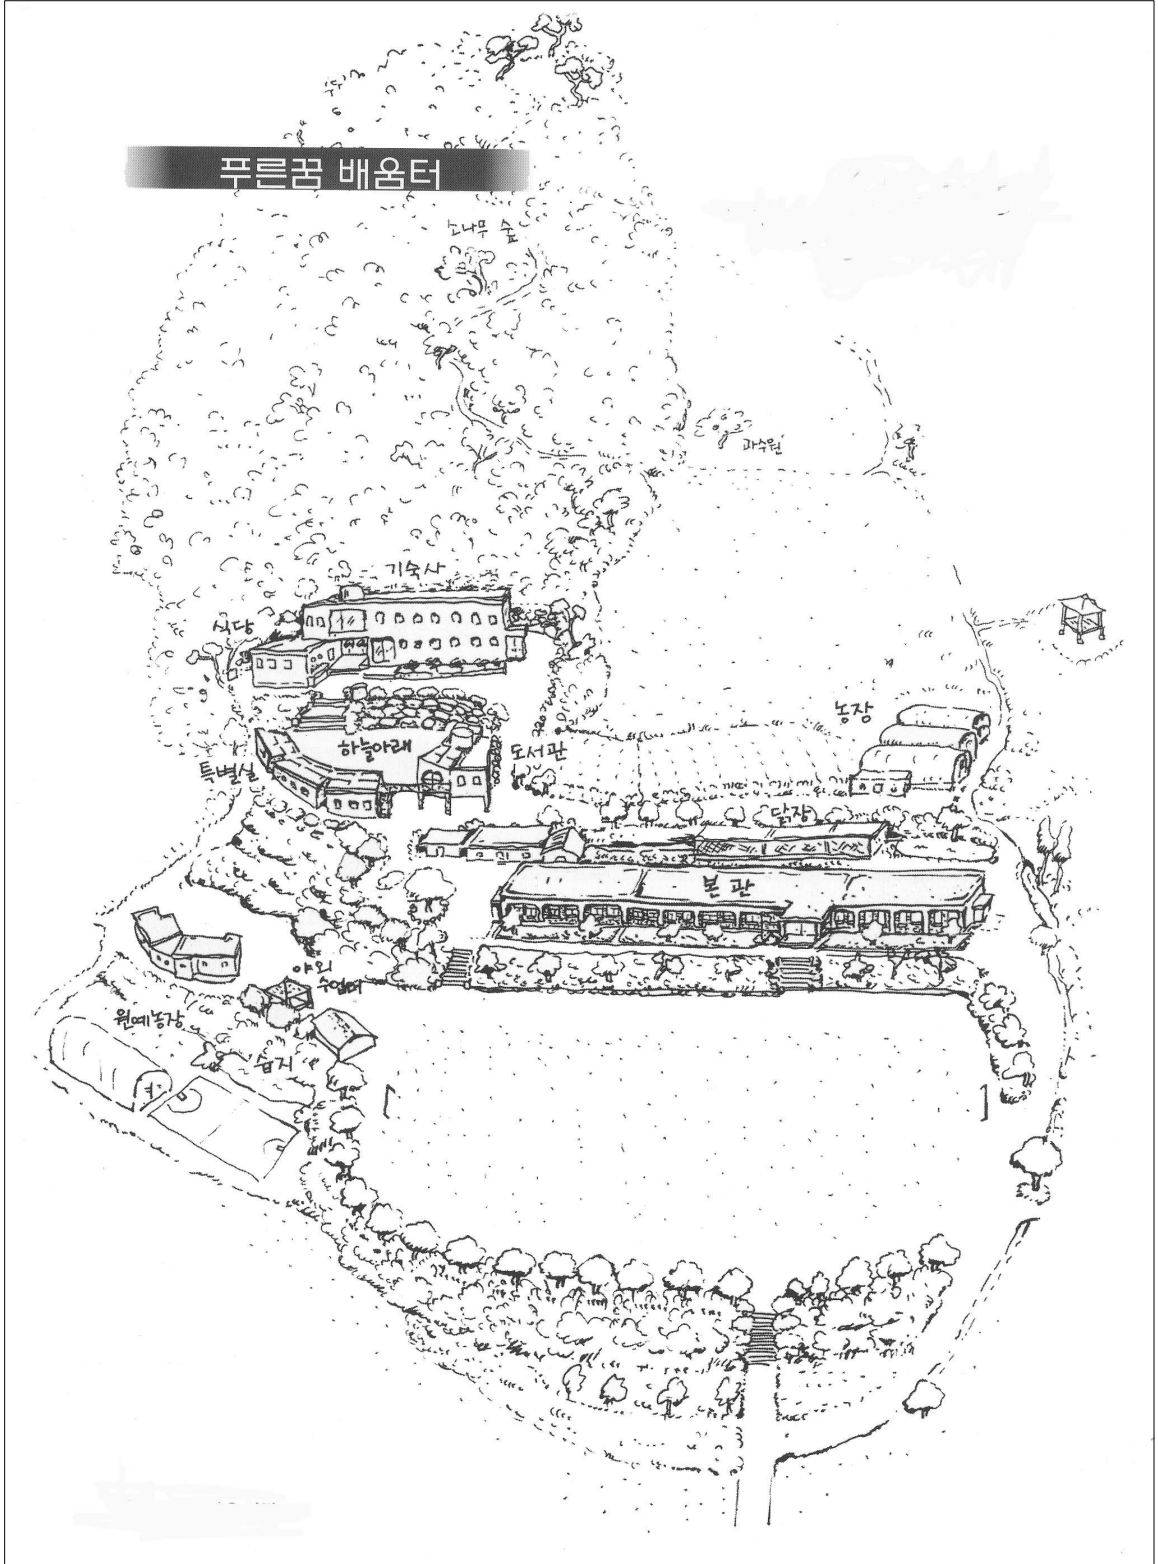 푸른꿈 배움터
소나무 숲
과수원
기숙사
식당
농장
하늘아래
도서관
특별실
닭장
본관
야외
수업터
원예농장
습지